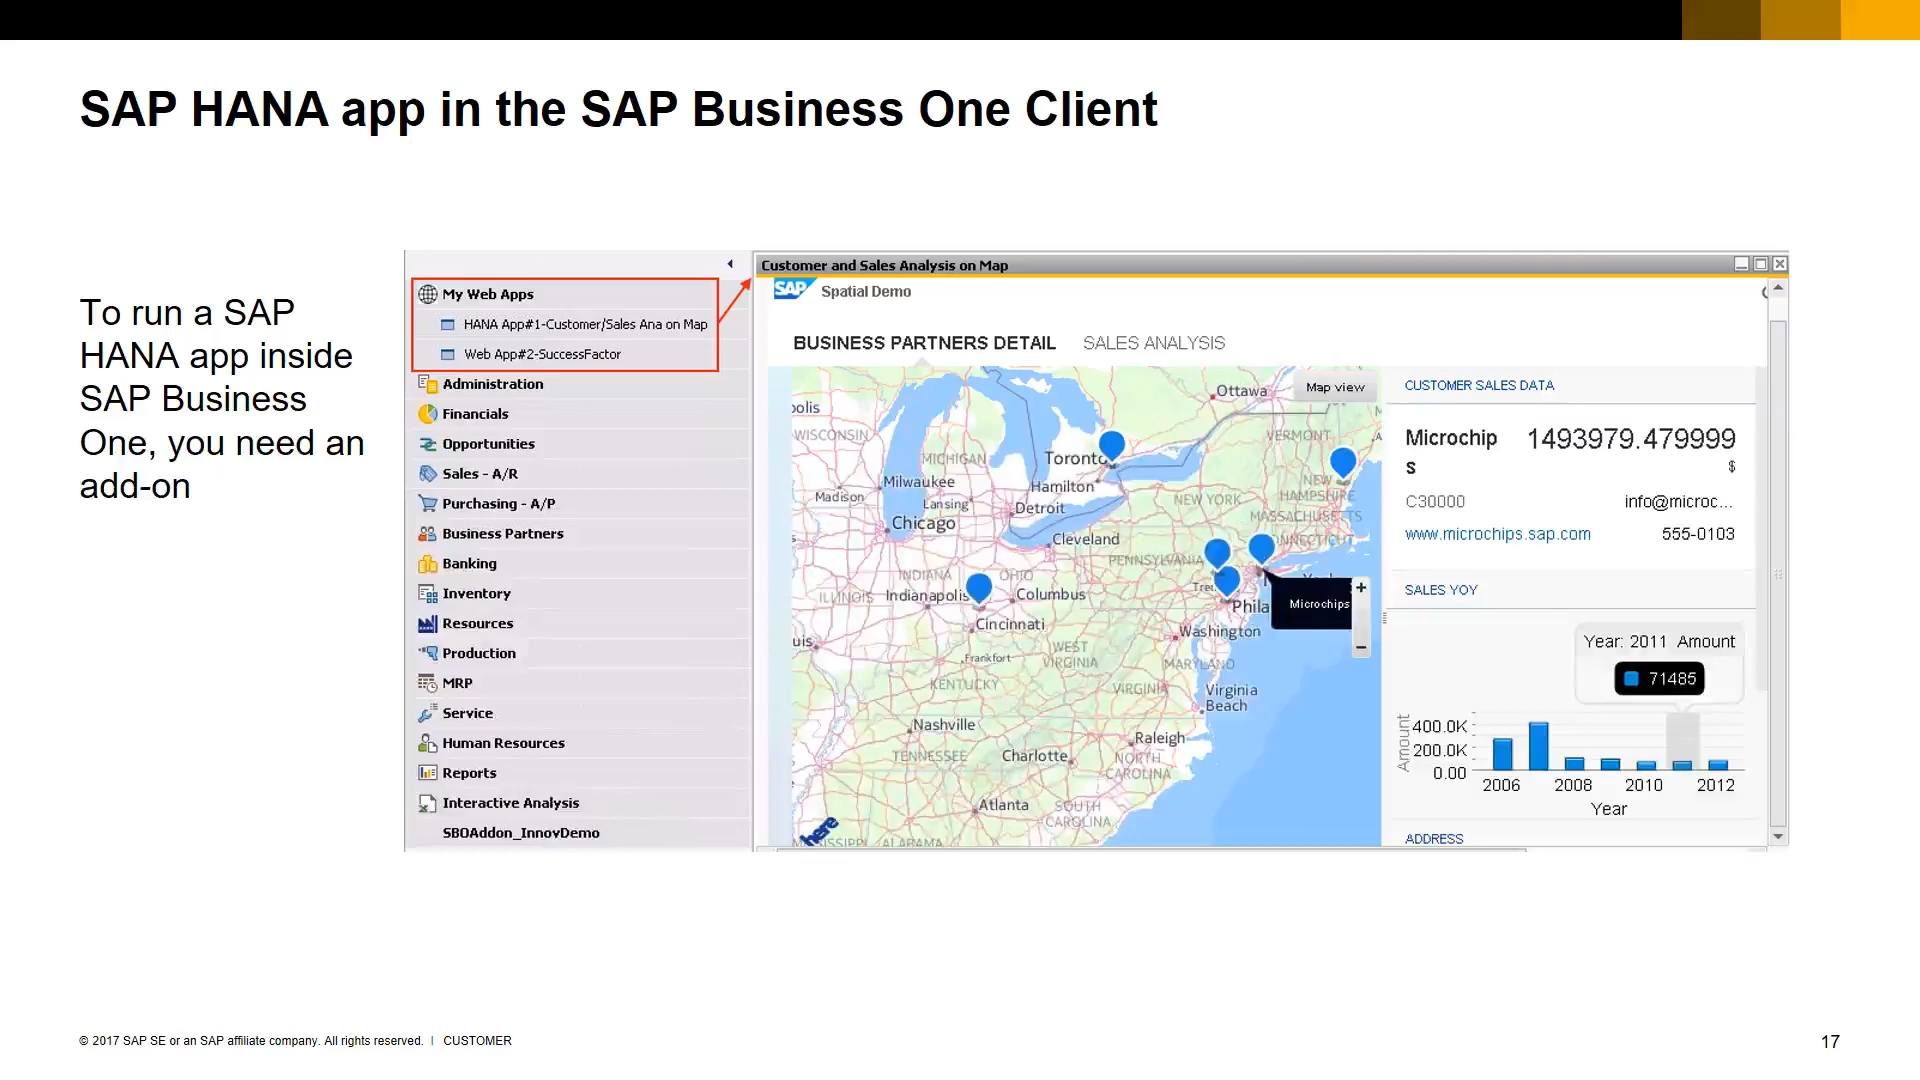 SAP HANA app in the SAP Business One Client
To run a SAP
HANA app inside
SAP Business
One, you need an
add-on
My Web Apps
HANA App#1-Customer/Sales Ana on Map
Web App#2-SuccessFactor
Administration
Financials
Opportunities
Sales - A/R
Purchasing - A/P
Business Partners
Banking
Inventory
Resources
Production
MRP
Service
Human Resources
Reports
Interactive Analysis
SBOAddon_InnovDemo
Customer and Sales Analysis on Map
SAP Spatial Demo
BUSINESS PARTNERS DETAIL SALES ANALYSIS
Map view
Ottawa
WISCONSIN
VERMONT
MICHIGAN
Toronto
Milwaukee
Hamilton
NEW HAMPSHIRE
Madison
Lansing
NEW YORK
Detroit
MASSACHUSETTS
Chicago
Cleveland
PENNSYLVANIA
INDIANA
OHIO
ILLINOIS
Indianapolis
Columbus
Phila
Microchips
Cincinnati
Washington
WEST VIRGINIA
Frankfort
MARYLAND
KENTUCKY
VIRGINIA
Virginia Beach
Nashville
Raleigh
TENNESSEE
Charlotte
NORTH CAROLINA
Atlanta
SOUTH CAROLINA
here
ALABAMA
CUSTOMER SALES DATA
Microchip 1493979.479999
s $
C30000 info@microc...
www.microchips.sap.com 555-0103
SALES YOY
Year: 2011 Amount
71485
Amount
400.0K
200.0K
0.00
2006 2008 2010 2012
Year
ADDRESS
© 2017 SAP SE or an SAP affiliate company. All rights reserved. | CUSTOMER
17